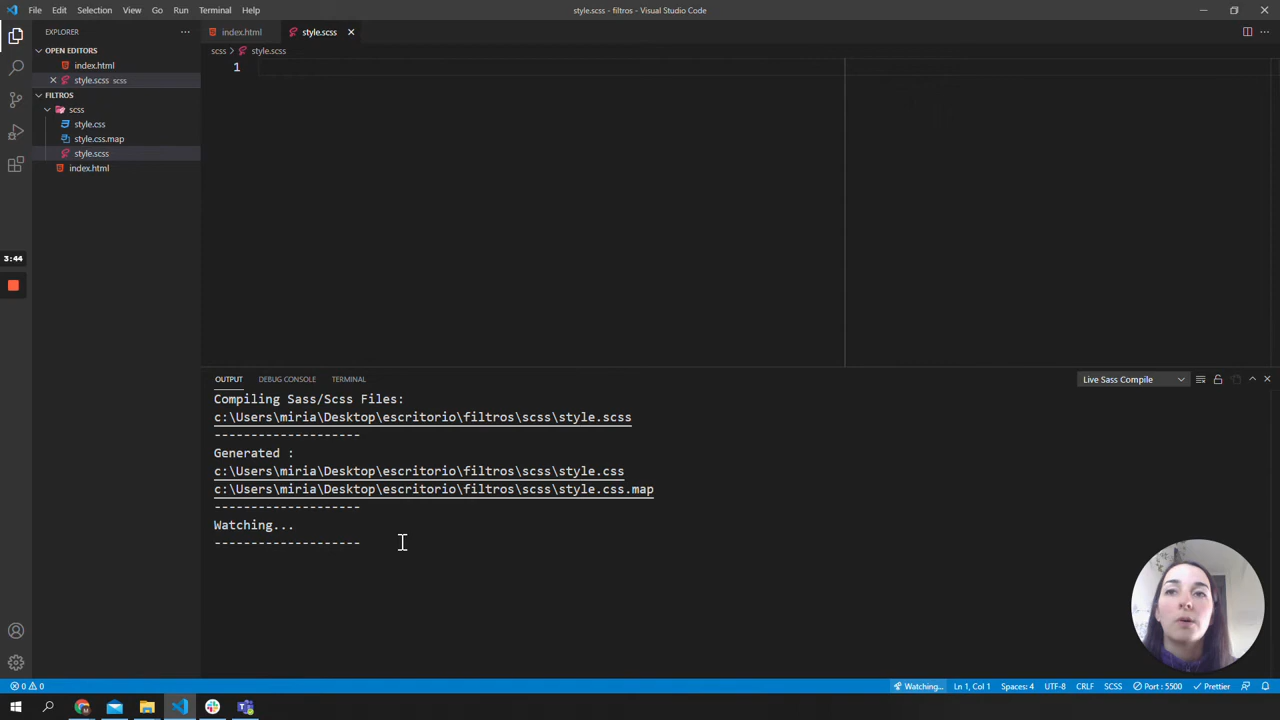 File Edit Selection View Go Run Terminal Help
style.scss - filtros - Visual Studio Code
EXPLORER
OPEN EDITORS
index.html
style.scss scss
FILTROS
scss
style.css
style.css.map
style.scss
index.html
3:44
index.html style.scss
scss > style.scss
1
OUTPUT DEBUG CONSOLE TERMINAL
Live Sass Compile
Compiling Sass/Scss Files:
c:\Users\miria\Desktop\escritorio\filtros\scss\style.scss
--------------------
Generated :
c:\Users\miria\Desktop\escritorio\filtros\scss\style.css
c:\Users\miria\Desktop\escritorio\filtros\scss\style.css.map
--------------------
Watching...
--------------------
0 0
Watching... Ln 1, Col 1 Spaces: 4 UTF-8 CRLF SCSS Port : 5500 Prettier